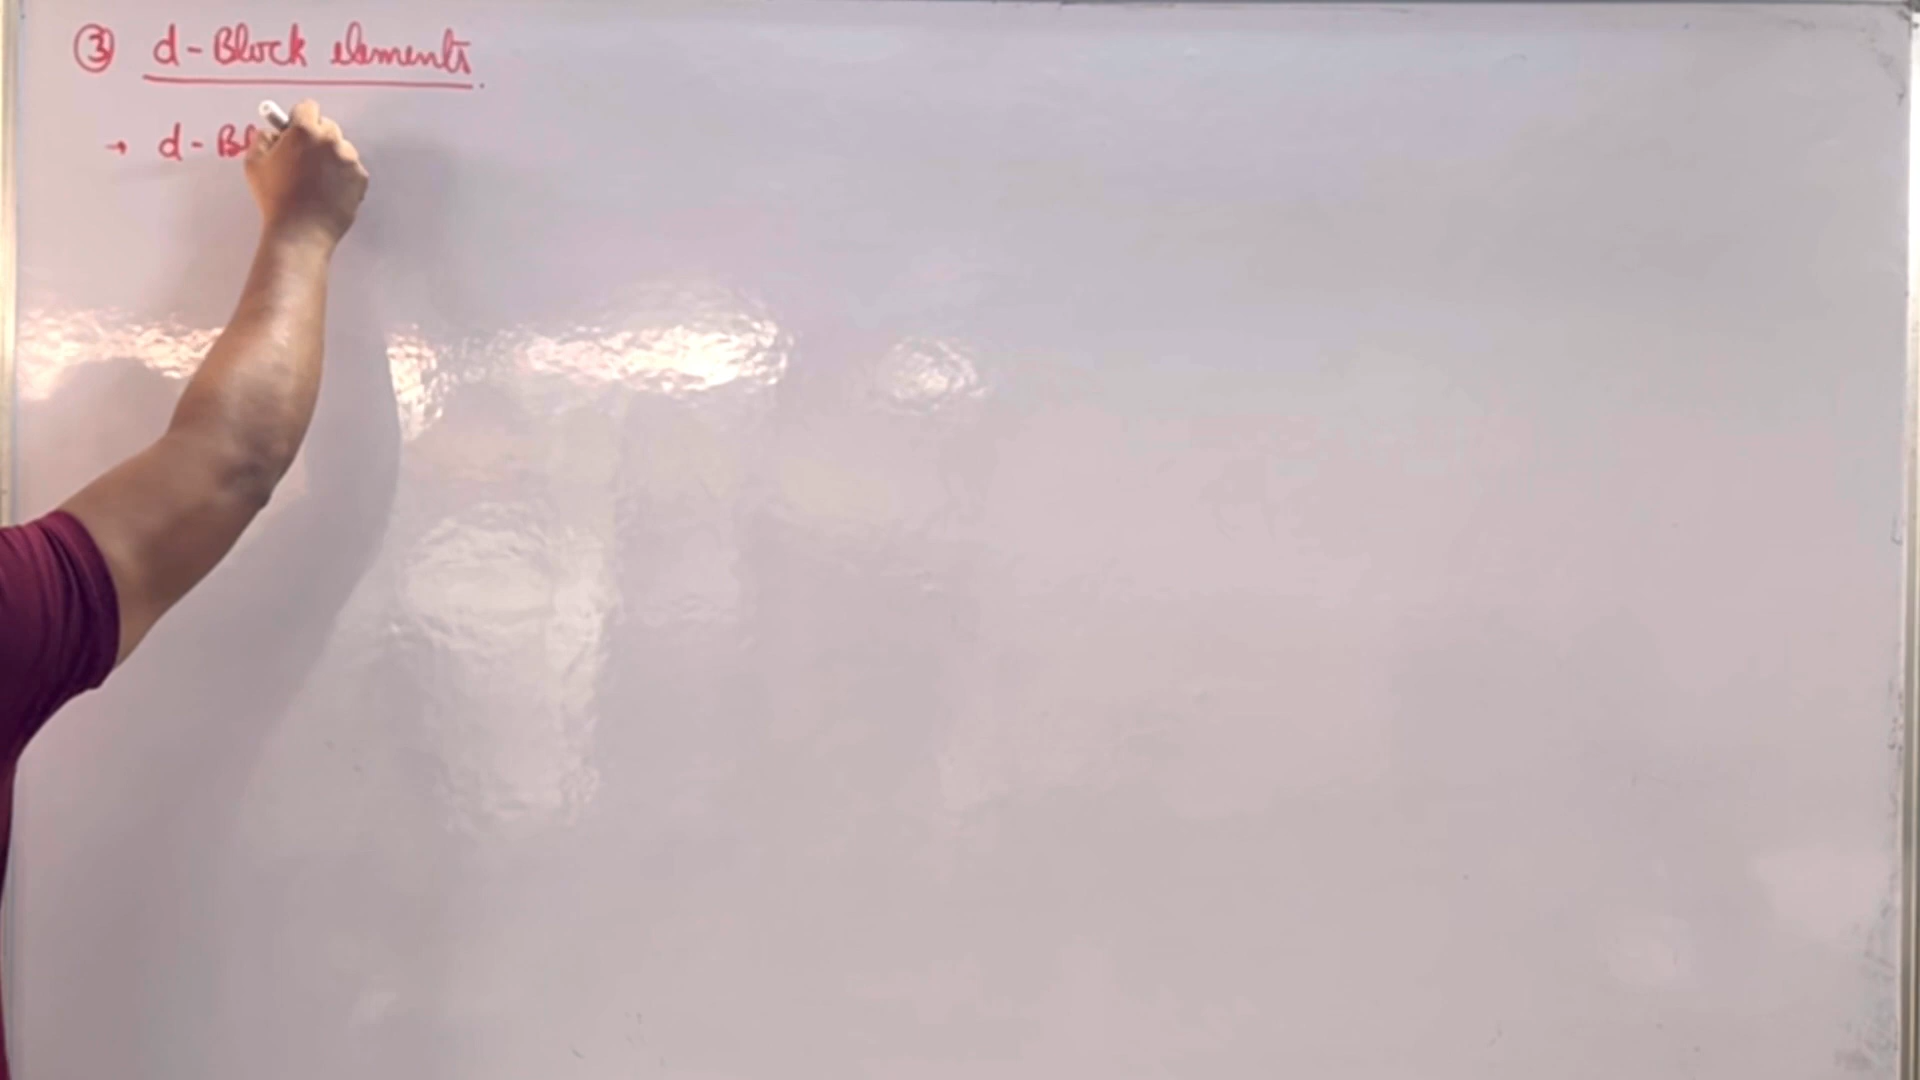 ③ d-Block elements.
→ d-Bl